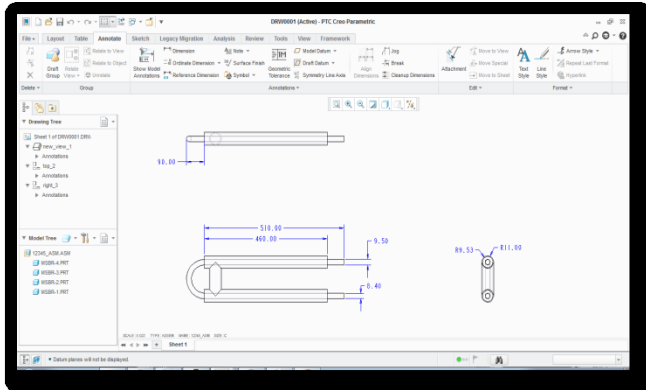 DRW0001 (Active) - PTC Creo Parametric
File Layout Table Annotate Sketch Legacy Migration Analysis Review Tools View Framework
Draft Group
Relate to View
Relate to Object
Unrelate
Show Model Annotations
Dimension
Ordinate Dimension
Reference Dimension
Note
Surface Finish
Symbol
Geometric Tolerance
Model Datum
Draft Datum
Symmetry Line Axis
Align Dimensions
Jog
Break
Cleanup Dimensions
Attachment
Move to View
Move Special
Move to Sheet
Text Style
Line Style
Arrow Style
Repeat Last Format
Hyperlink
Delete Group Annotations Edit Format
Drawing Tree
Sheet 1 of DRW0001.DRW
new_view_1
Annotations
top_2
Annotations
right_3
Annotations
Model Tree
12345_ASM.ASM
MSBR-4.PRT
MSBR-3.PRT
MSBR-2.PRT
MSBR-1.PRT
90.00
510.00
460.00
9.50
8.40
R9.53
R11.00
Sheet 1
Datum planes will not be displayed.